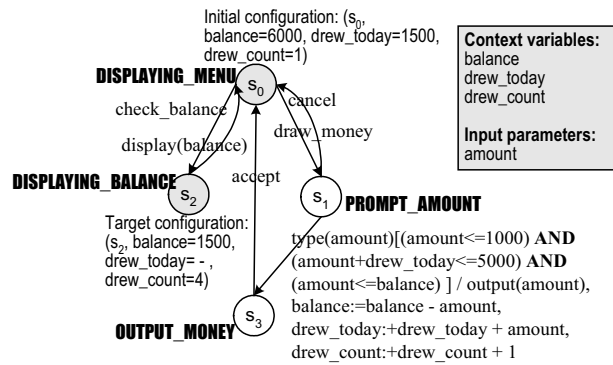 Initial configuration: (s0,
balance=6000, drew_today=1500,
drew_count=1)
DISPLAYING_MENU
s0
Context variables:
balance
drew_today
drew_count
Input parameters:
amount
check_balance
cancel
draw_money
display(balance)
accept
DISPLAYING_BALANCE
s2
s1
PROMPT_AMOUNT
Target configuration:
(s2, balance=1500,
drew_today= - ,
drew_count=4)
type(amount)[(amount<=1000) AND
(amount+drew_today<=5000) AND
(amount<=balance) ] / output(amount),
balance:=balance - amount,
drew_today:+drew_today + amount,
drew_count:+drew_count + 1
s3
OUTPUT_MONEY